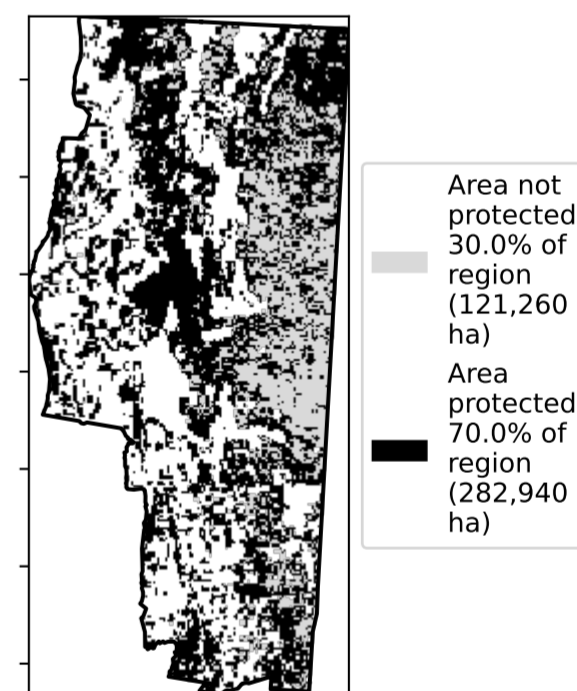 Area not
protected
30.0% of
region
(121,260
ha)
Area
protected
70.0% of
region
(282,940
ha)